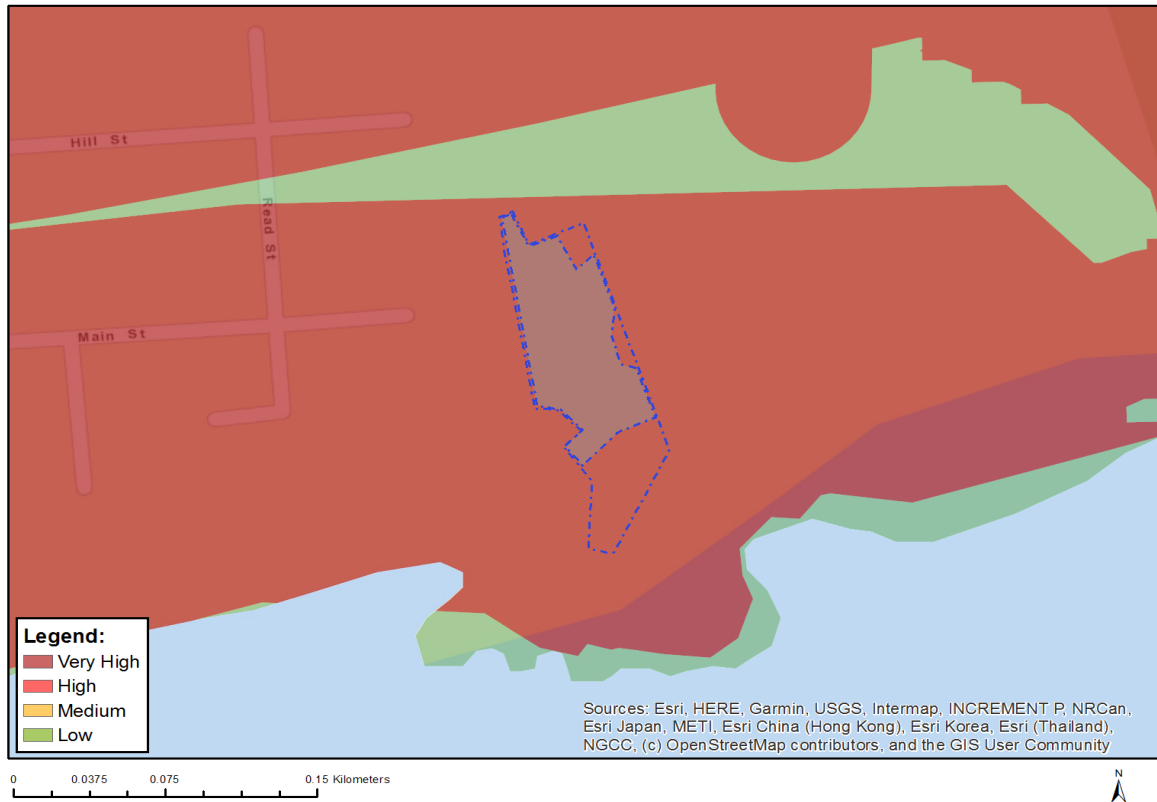 Hill St
Read St
Main St
Legend:
Very High
High
Medium
Low
Sources: Esri, HERE, Garmin, USGS, Intermap, INCREMENT P, NRCan,
Esri Japan, METI, Esri China (Hong Kong), Esri Korea, Esri (Thailand),
NGCC, (c) OpenStreetMap contributors, and the GIS User Community
0 0.0375 0.075 0.15 Kilometers
N